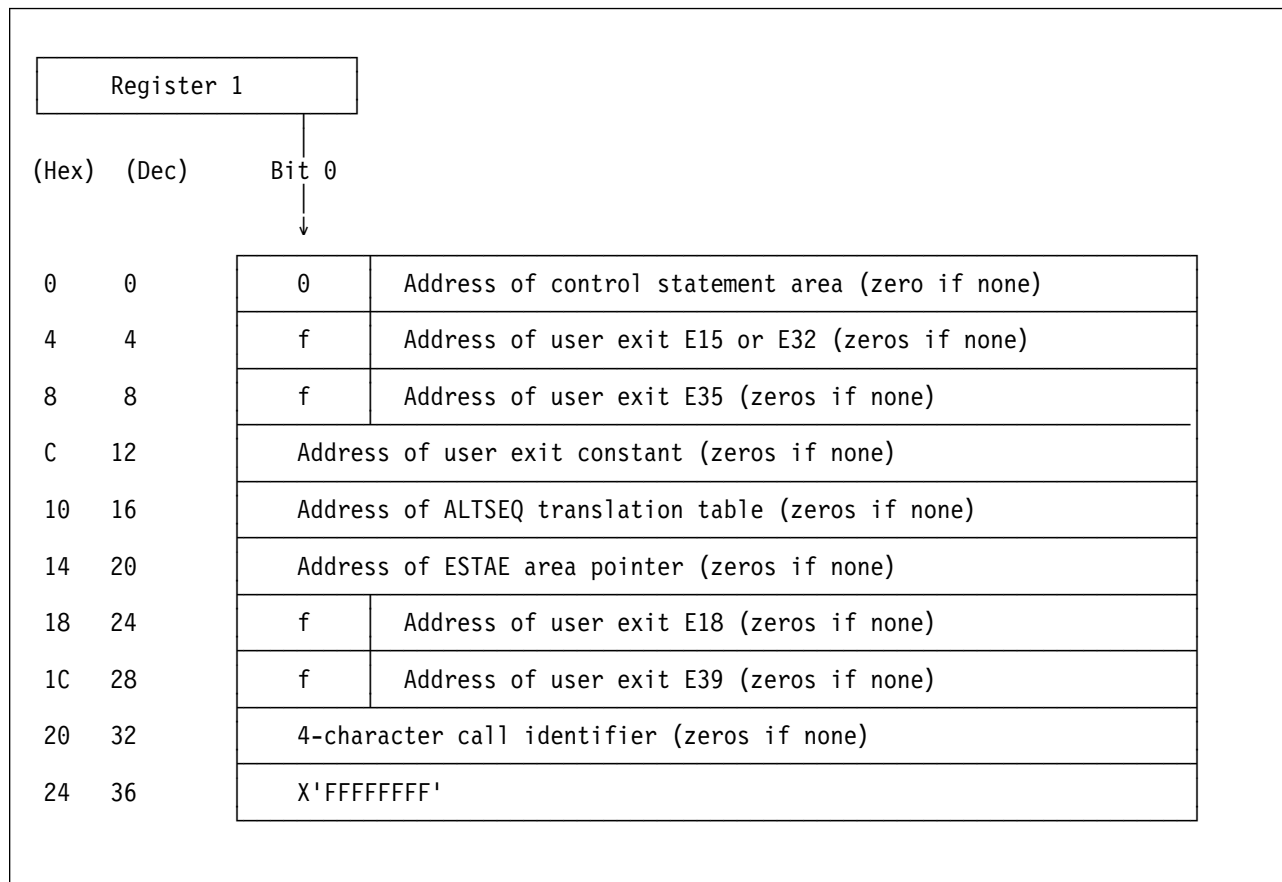 Register 1
(Hex) (Dec) Bit 0
0 0 0 Address of control statement area (zero if none)
4 4 f Address of user exit E15 or E32 (zeros if none)
8 8 f Address of user exit E35 (zeros if none)
C 12 Address of user exit constant (zeros if none)
10 16 Address of ALTSEQ translation table (zeros if none)
14 20 Address of ESTAE area pointer (zeros if none)
18 24 f Address of user exit E18 (zeros if none)
1C 28 f Address of user exit E39 (zeros if none)
20 32 4-character call identifier (zeros if none)
24 36 X'FFFFFFFF'